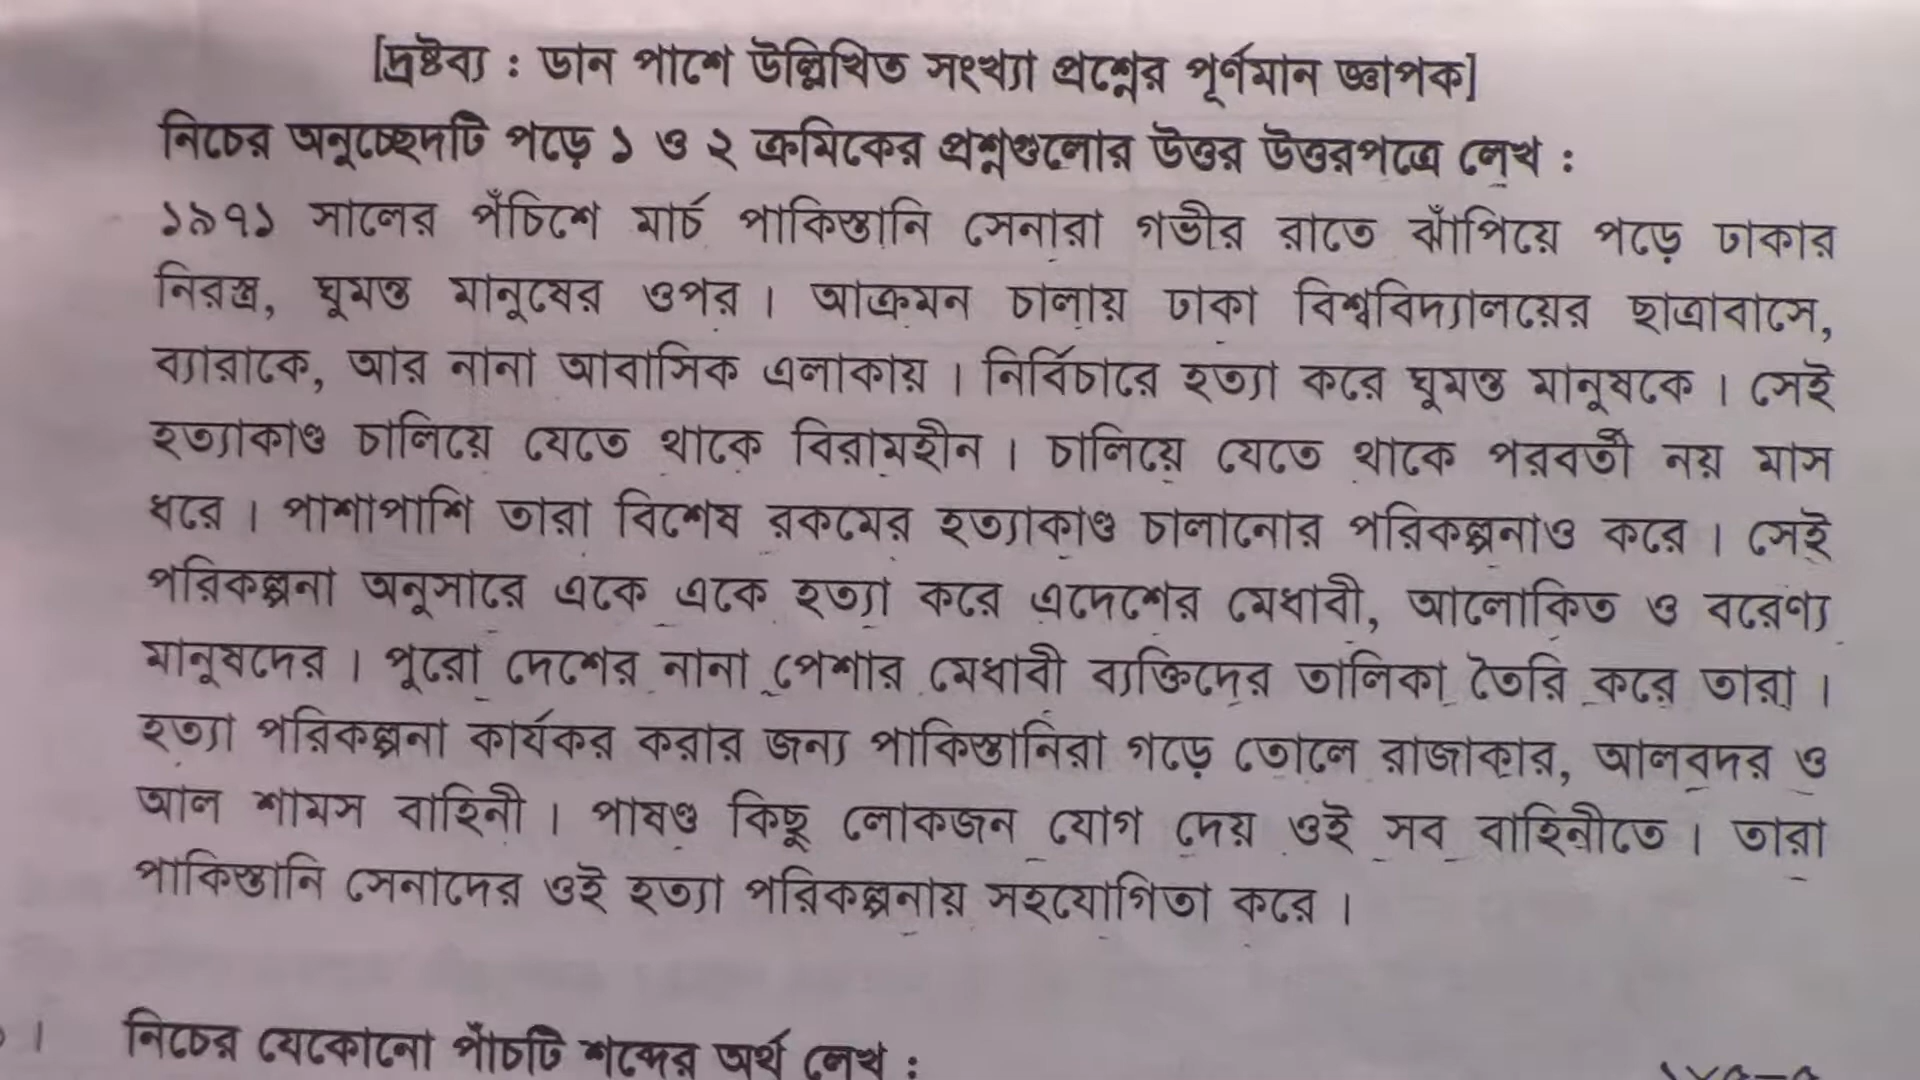 [দ্রষ্টব্য : ডান পাশে উল্লিখিত সংখ্যা প্রশ্নের পূর্ণমান জ্ঞাপক]
নিচের অনুচ্ছেদটি পড়ে ১ ও ২ ক্রমিকের প্রশ্নগুলোর উত্তর উত্তরপত্রে লেখ :
১৯৭১ সালের পঁচিশে মার্চ পাকিস্তানি সেনারা গভীর রাতে ঝাঁপিয়ে পড়ে ঢাকার
নিরস্ত্র, ঘুমন্ত মানুষের ওপর । আক্রমন চালায় ঢাকা বিশ্ববিদ্যালয়ের ছাত্রাবাসে,
ব্যারাকে, আর নানা আবাসিক এলাকায় । নির্বিচারে হত্যা করে ঘুমন্ত মানুষকে । সেই
হত্যাকাণ্ড চালিয়ে যেতে থাকে বিরামহীন । চালিয়ে যেতে থাকে পরবর্তী নয় মাস
ধরে । পাশাপাশি তারা বিশেষ রকমের হত্যাকাণ্ড চালানোর পরিকল্পনাও করে । সেই
পরিকল্পনা অনুসারে একে একে হত্যা করে এদেশের মেধাবী, আলোকিত ও বরেণ্য
মানুষদের । পুরো দেশের নানা পেশার মেধাবী ব্যক্তিদের তালিকা তৈরি করে তারা ।
হত্যা পরিকল্পনা কার্যকর করার জন্য পাকিস্তানিরা গড়ে তোলে রাজাকার, আলবদর ও
আল শামস বাহিনী । পাষণ্ড কিছু লোকজন যোগ দেয় ওই সব বাহিনীতে । তারা
পাকিস্তানি সেনাদের ওই হত্যা পরিকল্পনায় সহযোগিতা করে ।
। নিচের যেকোনো পাঁচটি শব্দের অর্থ লেখ :